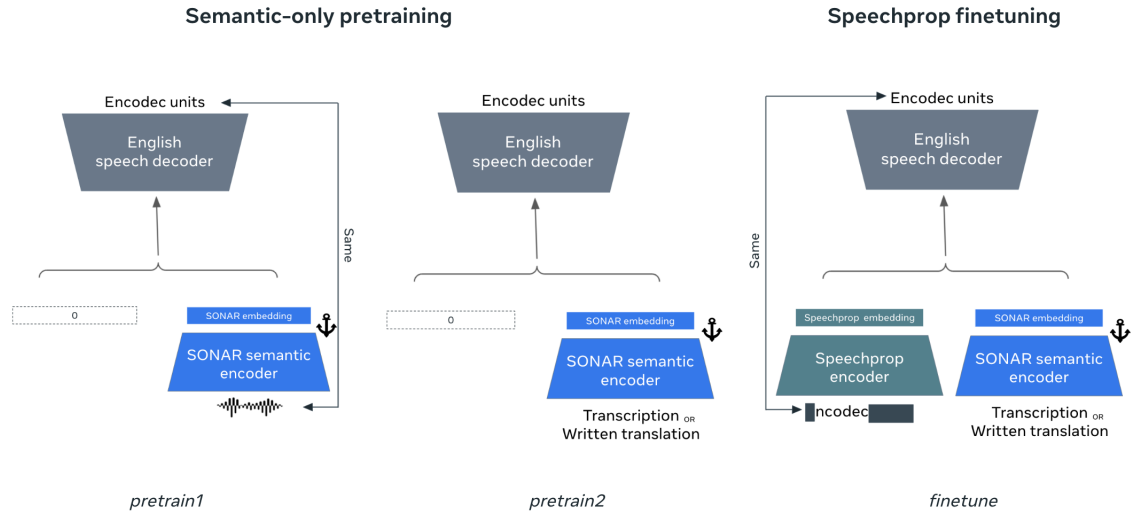 Semantic-only pretraining
Speechprop finetuning
Encodec units
English
speech decoder
Same
0
SONAR embedding
SONAR semantic
encoder
pretrain1
Encodec units
English
speech decoder
0
SONAR embedding
SONAR semantic
encoder
Transcription OR
Written translation
pretrain2
Encodec units
English
speech decoder
Same
Speechprop embedding
Speechprop
encoder
ncodec
SONAR embedding
SONAR semantic
encoder
Transcription OR
Written translation
finetune